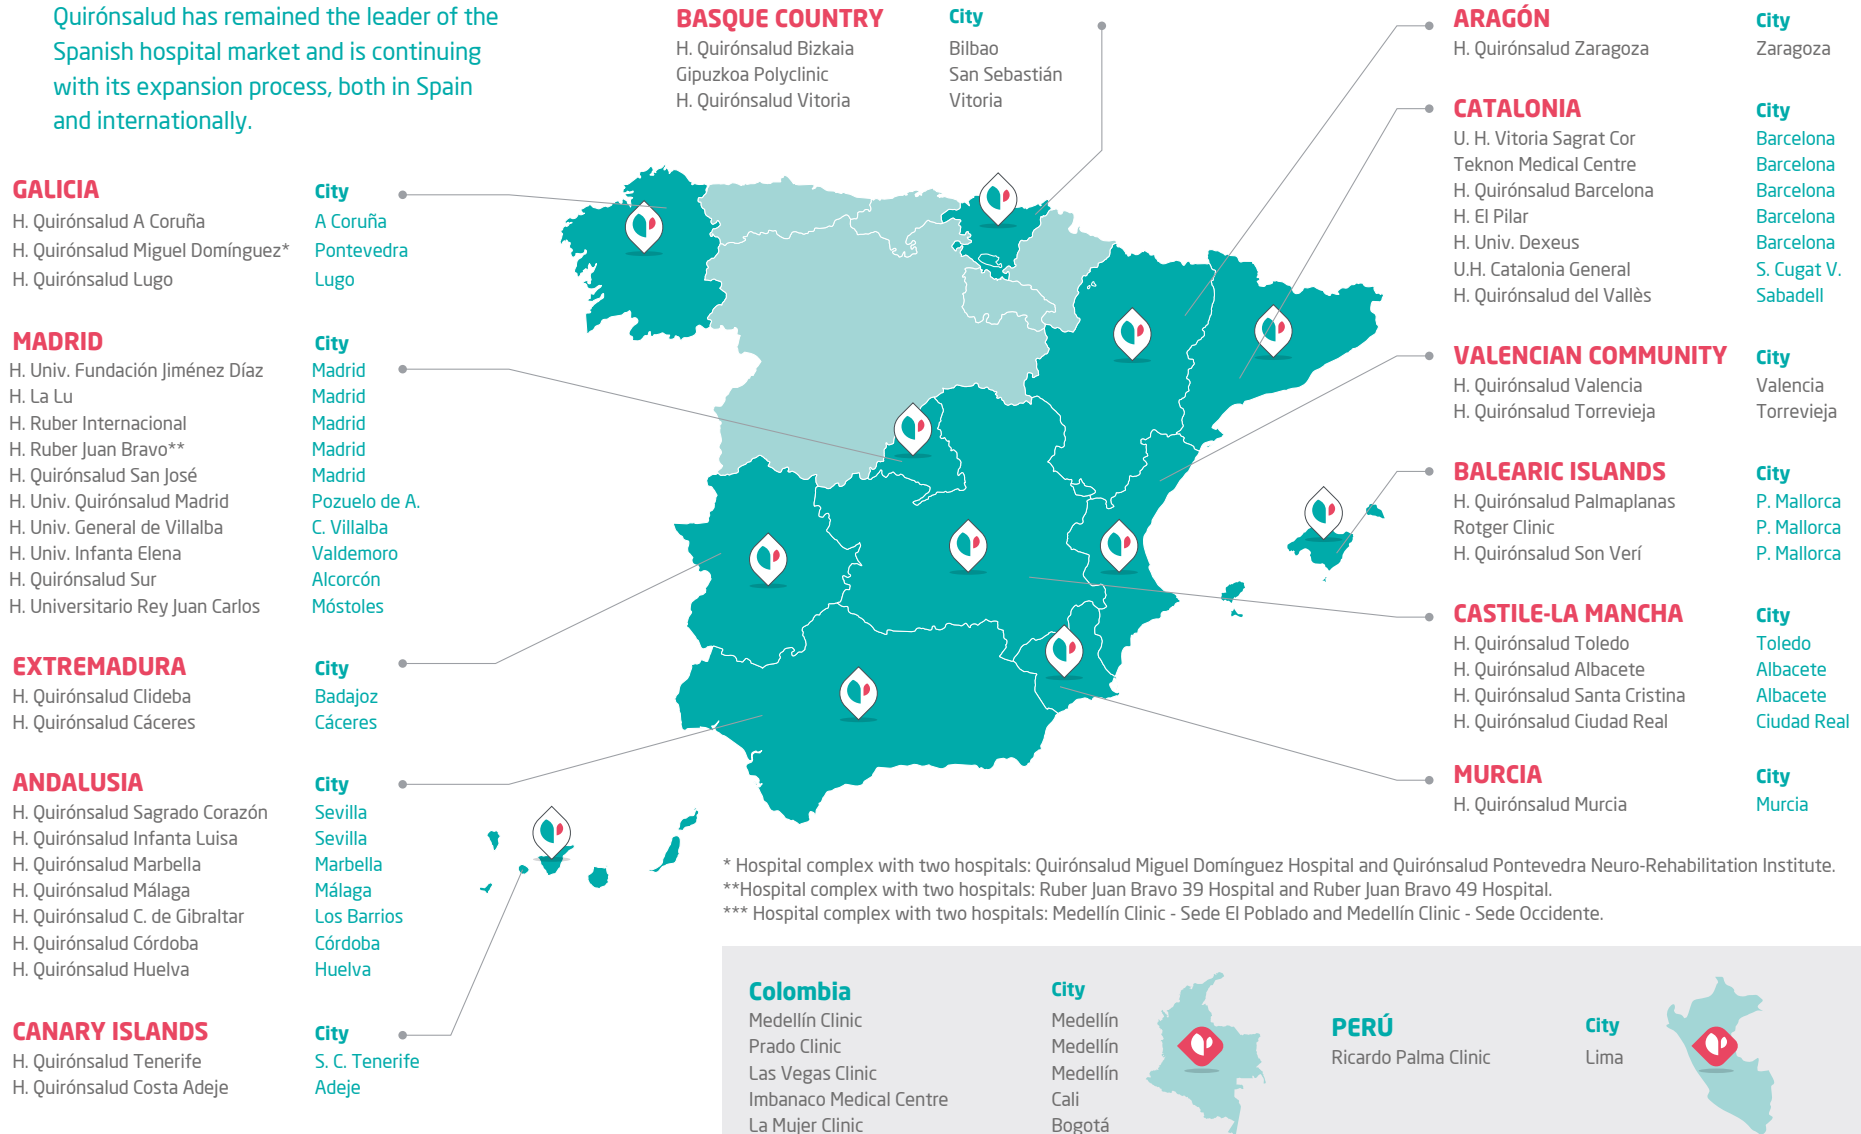 Quirónsalud has remained the leader of the
Spanish hospital market and is continuing
with its expansion process, both in Spain
and internationally.
GALICIA City
H. Quirónsalud A Coruña A Coruña
H. Quirónsalud Miguel Domínguez* Pontevedra
H. Quirónsalud Lugo Lugo
MADRID City
H. Univ. Fundación Jiménez Díaz Madrid
H. La Lu Madrid
H. Ruber Internacional Madrid
H. Ruber Juan Bravo** Madrid
H. Quirónsalud San José Madrid
H. Univ. Quirónsalud Madrid Pozuelo de A.
H. Univ. General de Villalba C. Villalba
H. Univ. Infanta Elena Valdemoro
H. Quirónsalud Sur Alcorcón
H. Universitario Rey Juan Carlos Móstoles
EXTREMADURA City
H. Quirónsalud Clideba Badajoz
H. Quirónsalud Cáceres Cáceres
ANDALUSIA City
H. Quirónsalud Sagrado Corazón Sevilla
H. Quirónsalud Infanta Luisa Sevilla
H. Quirónsalud Marbella Marbella
H. Quirónsalud Málaga Málaga
H. Quirónsalud C. de Gibraltar Los Barrios
H. Quirónsalud Córdoba Córdoba
H. Quirónsalud Huelva Huelva
CANARY ISLANDS City
H. Quirónsalud Tenerife S. C. Tenerife
H. Quirónsalud Costa Adeje Adeje
BASQUE COUNTRY City
H. Quirónsalud Bizkaia Bilbao
Gipuzkoa Polyclinic San Sebastián
H. Quirónsalud Vitoria Vitoria
ARAGÓN City
H. Quirónsalud Zaragoza Zaragoza
CATALONIA City
U. H. Vitoria Sagrat Cor Barcelona
Teknon Medical Centre Barcelona
H. Quirónsalud Barcelona Barcelona
H. El Pilar Barcelona
H. Univ. Dexeus Barcelona
U.H. Catalonia General S. Cugat V.
H. Quirónsalud del Vallès Sabadell
VALENCIAN COMMUNITY City
H. Quirónsalud Valencia Valencia
H. Quirónsalud Torrevieja Torrevieja
BALEARIC ISLANDS City
H. Quirónsalud Palmaplanas P. Mallorca
Rotger Clinic P. Mallorca
H. Quirónsalud Son Verí P. Mallorca
CASTILE-LA MANCHA City
H. Quirónsalud Toledo Toledo
H. Quirónsalud Albacete Albacete
H. Quirónsalud Santa Cristina Albacete
H. Quirónsalud Ciudad Real Ciudad Real
MURCIA City
H. Quirónsalud Murcia Murcia
* Hospital complex with two hospitals: Quirónsalud Miguel Domínguez Hospital and Quirónsalud Pontevedra Neuro-Rehabilitation Institute.
**Hospital complex with two hospitals: Ruber Juan Bravo 39 Hospital and Ruber Juan Bravo 49 Hospital.
*** Hospital complex with two hospitals: Medellín Clinic - Sede El Poblado and Medellín Clinic - Sede Occidente.
Colombia City
Medellín Clinic Medellín
Prado Clinic Medellín
Las Vegas Clinic Medellín
Imbanaco Medical Centre Cali
La Mujer Clinic Bogotá
PERÚ City
Ricardo Palma Clinic Lima